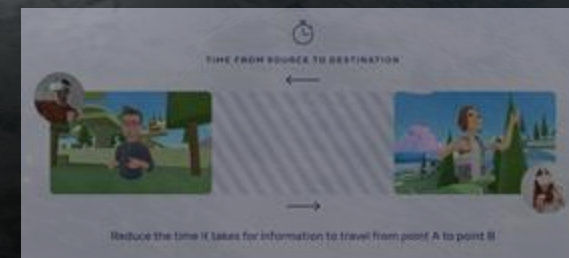 TIME FROM SOURCE TO DESTINATION
Reduce the time it takes for information to travel from point A to point B